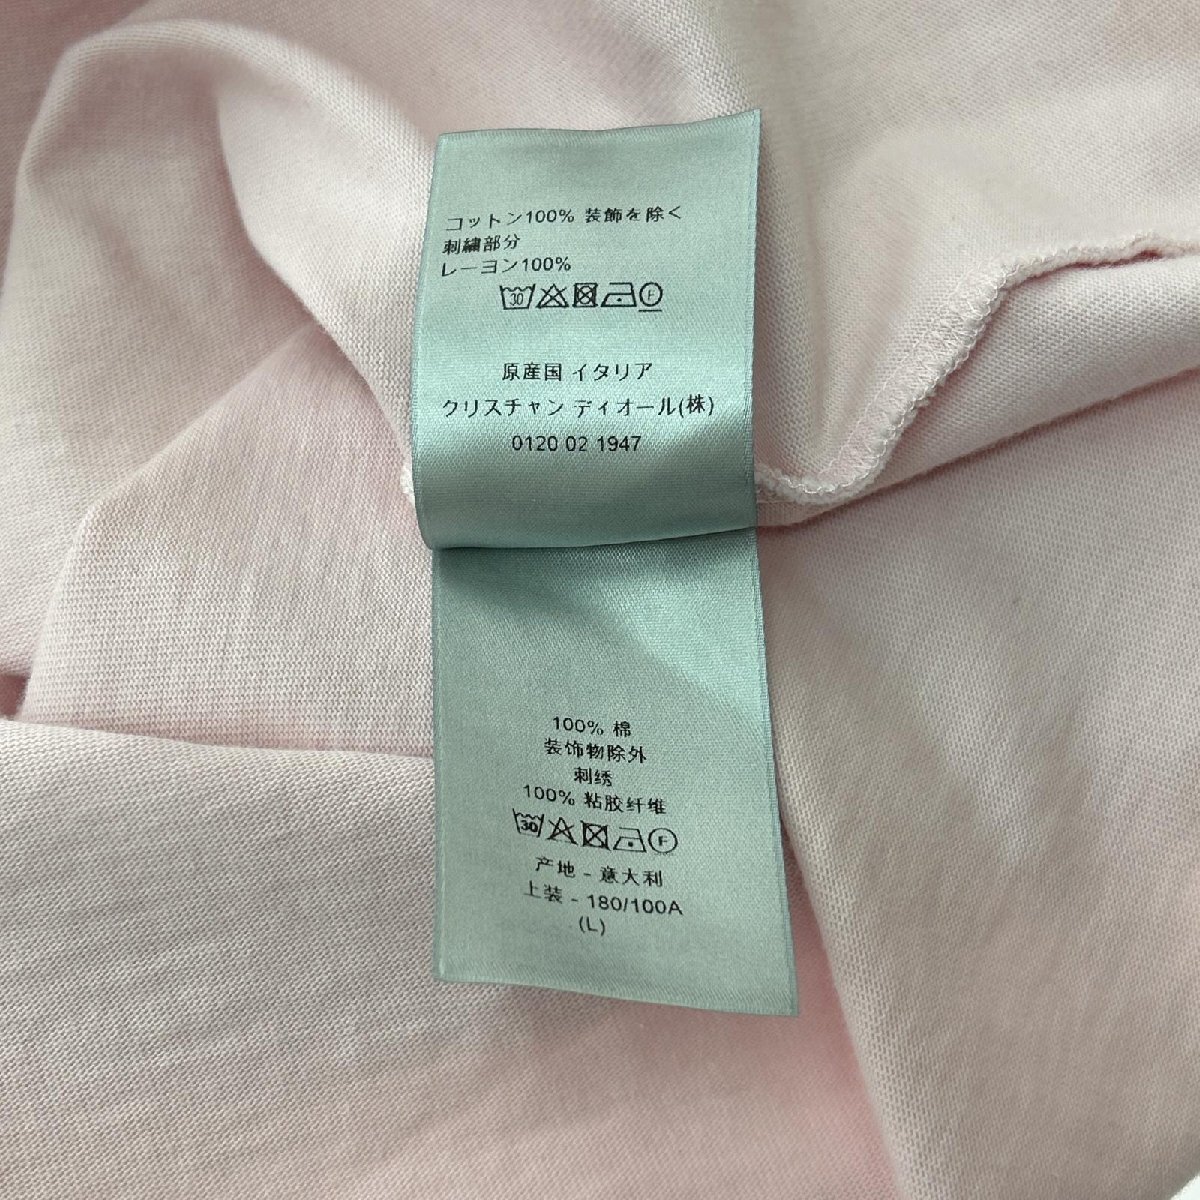 コットン100% 装飾を除く
刺繍部分
レーヨン100%
30 F
原産国 イタリア
クリスチャン ディオール(株)
0120 02 1947
100% 棉
装饰物除外
刺绣
100% 粘胶纤维
30 F
产地 - 意大利
上装 - 180/100A
(L)